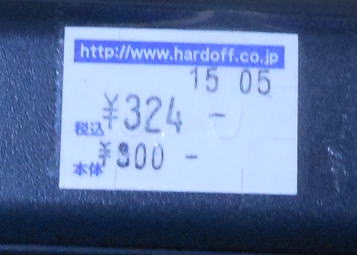 http://www.hardoff.co.jp
15 05
税込 ¥324 -
本体 ¥300 -